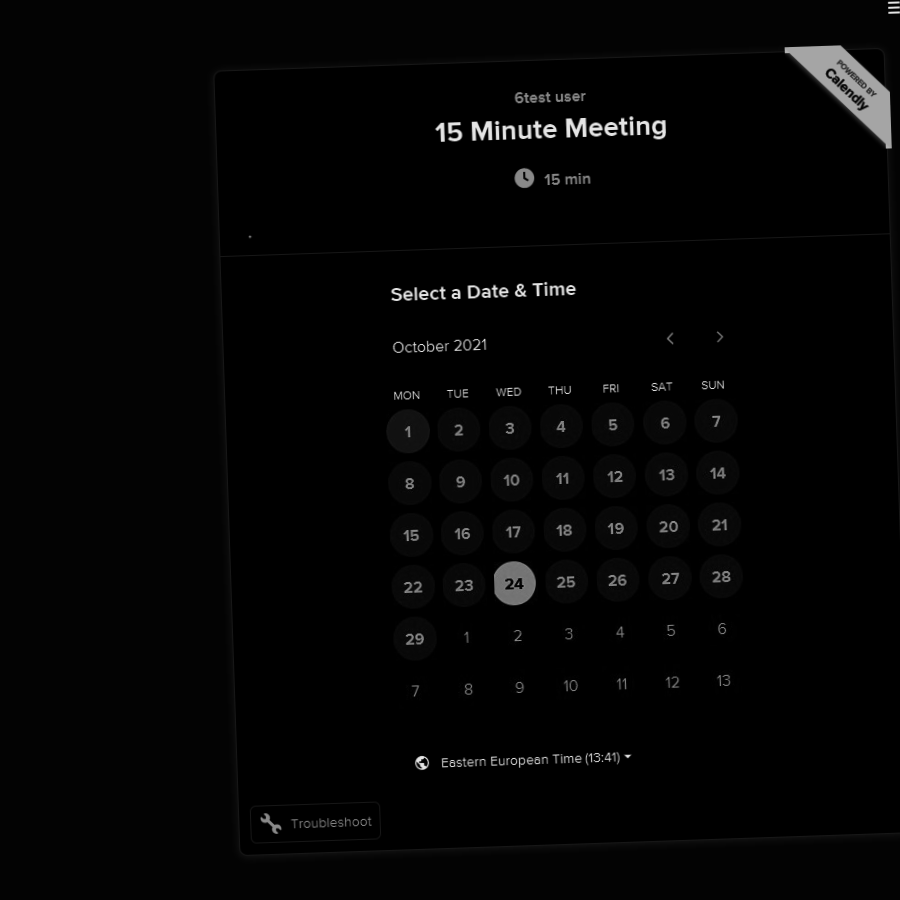 POWERED BY
Calendly
6test user
15 Minute Meeting
15 min
Select a Date & Time
October 2021
MON TUE WED THU FRI SAT SUN
1 2 3 4 5 6 7
8 9 10 11 12 13 14
15 16 17 18 19 20 21
22 23 24 25 26 27 28
29 1 2 3 4 5 6
7 8 9 10 11 12 13
Eastern European Time (13:41)
Troubleshoot